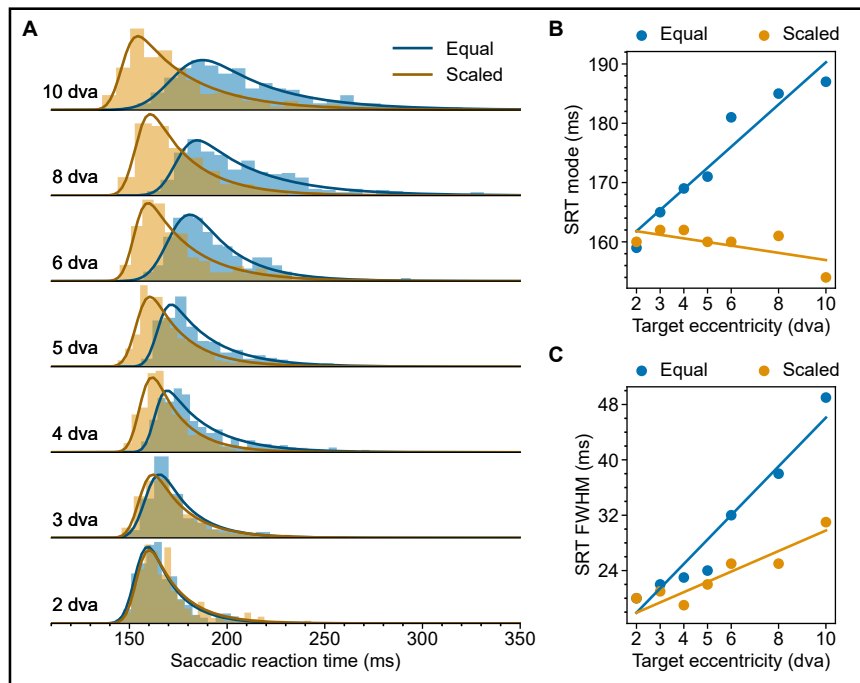 A
Equal
Scaled
10 dva
8 dva
6 dva
5 dva
4 dva
3 dva
2 dva
150 200 250 300 350
Saccadic reaction time (ms)
B
Equal Scaled
190
180
170
160
SRT mode (ms)
2 3 4 5 6 8 10
Target eccentricity (dva)
C
Equal Scaled
48
40
32
24
SRT FWHM (ms)
2 3 4 5 6 8 10
Target eccentricity (dva)